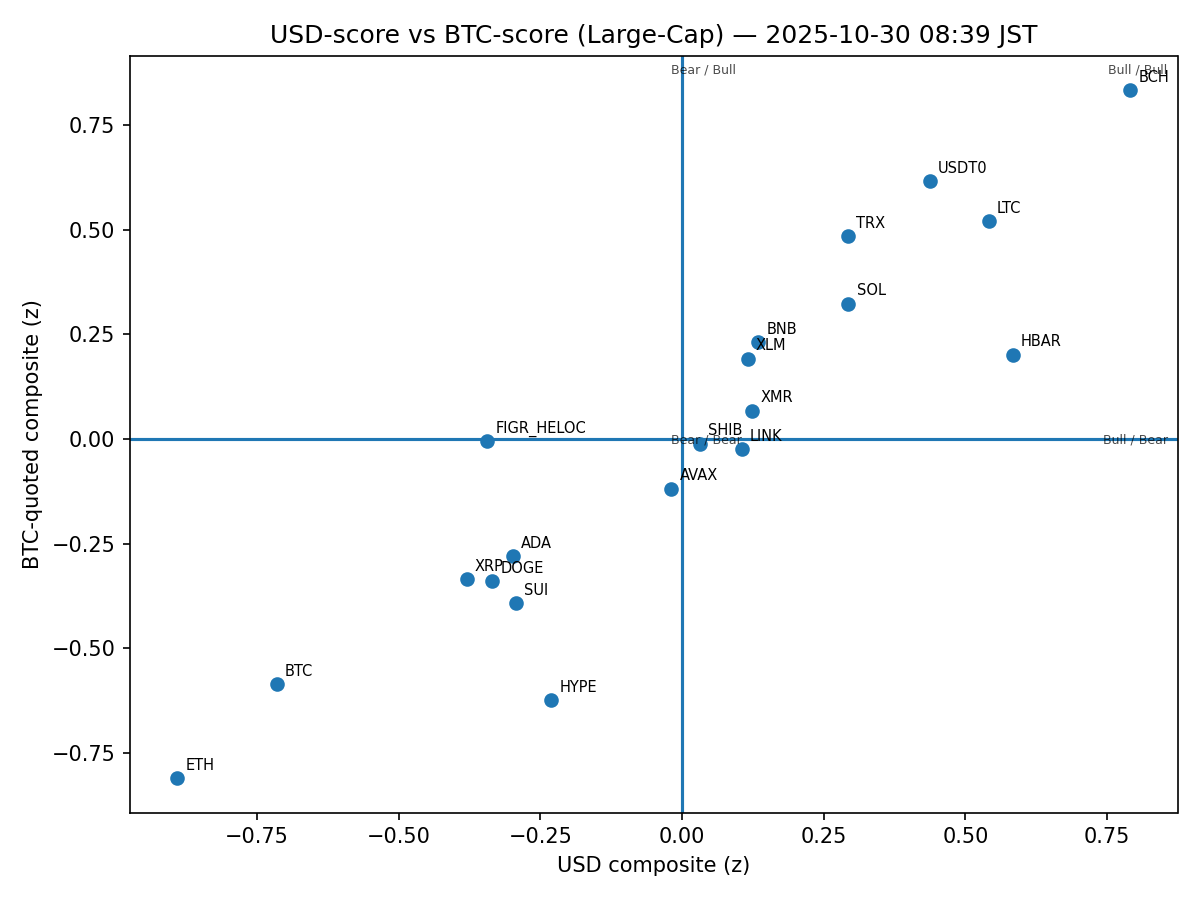 USD-score vs BTC-score (Large-Cap) — 2025-10-30 08:39 JST
Bear / Bull
Bull / Bull
BCH
0.75
USDT0
LTC
0.50
TRX
SOL
0.25
BNB
XLM
HBAR
XMR
0.00
FIGR_HELOC
SHIB
LINK
Bear / Bear
Bull / Bear
AVAX
−0.25
ADA
XRP
DOGE
SUI
−0.50
BTC
HYPE
−0.75
ETH
−0.75
−0.50
−0.25
0.00
0.25
0.50
0.75
USD composite (z)
BTC-quoted composite (z)